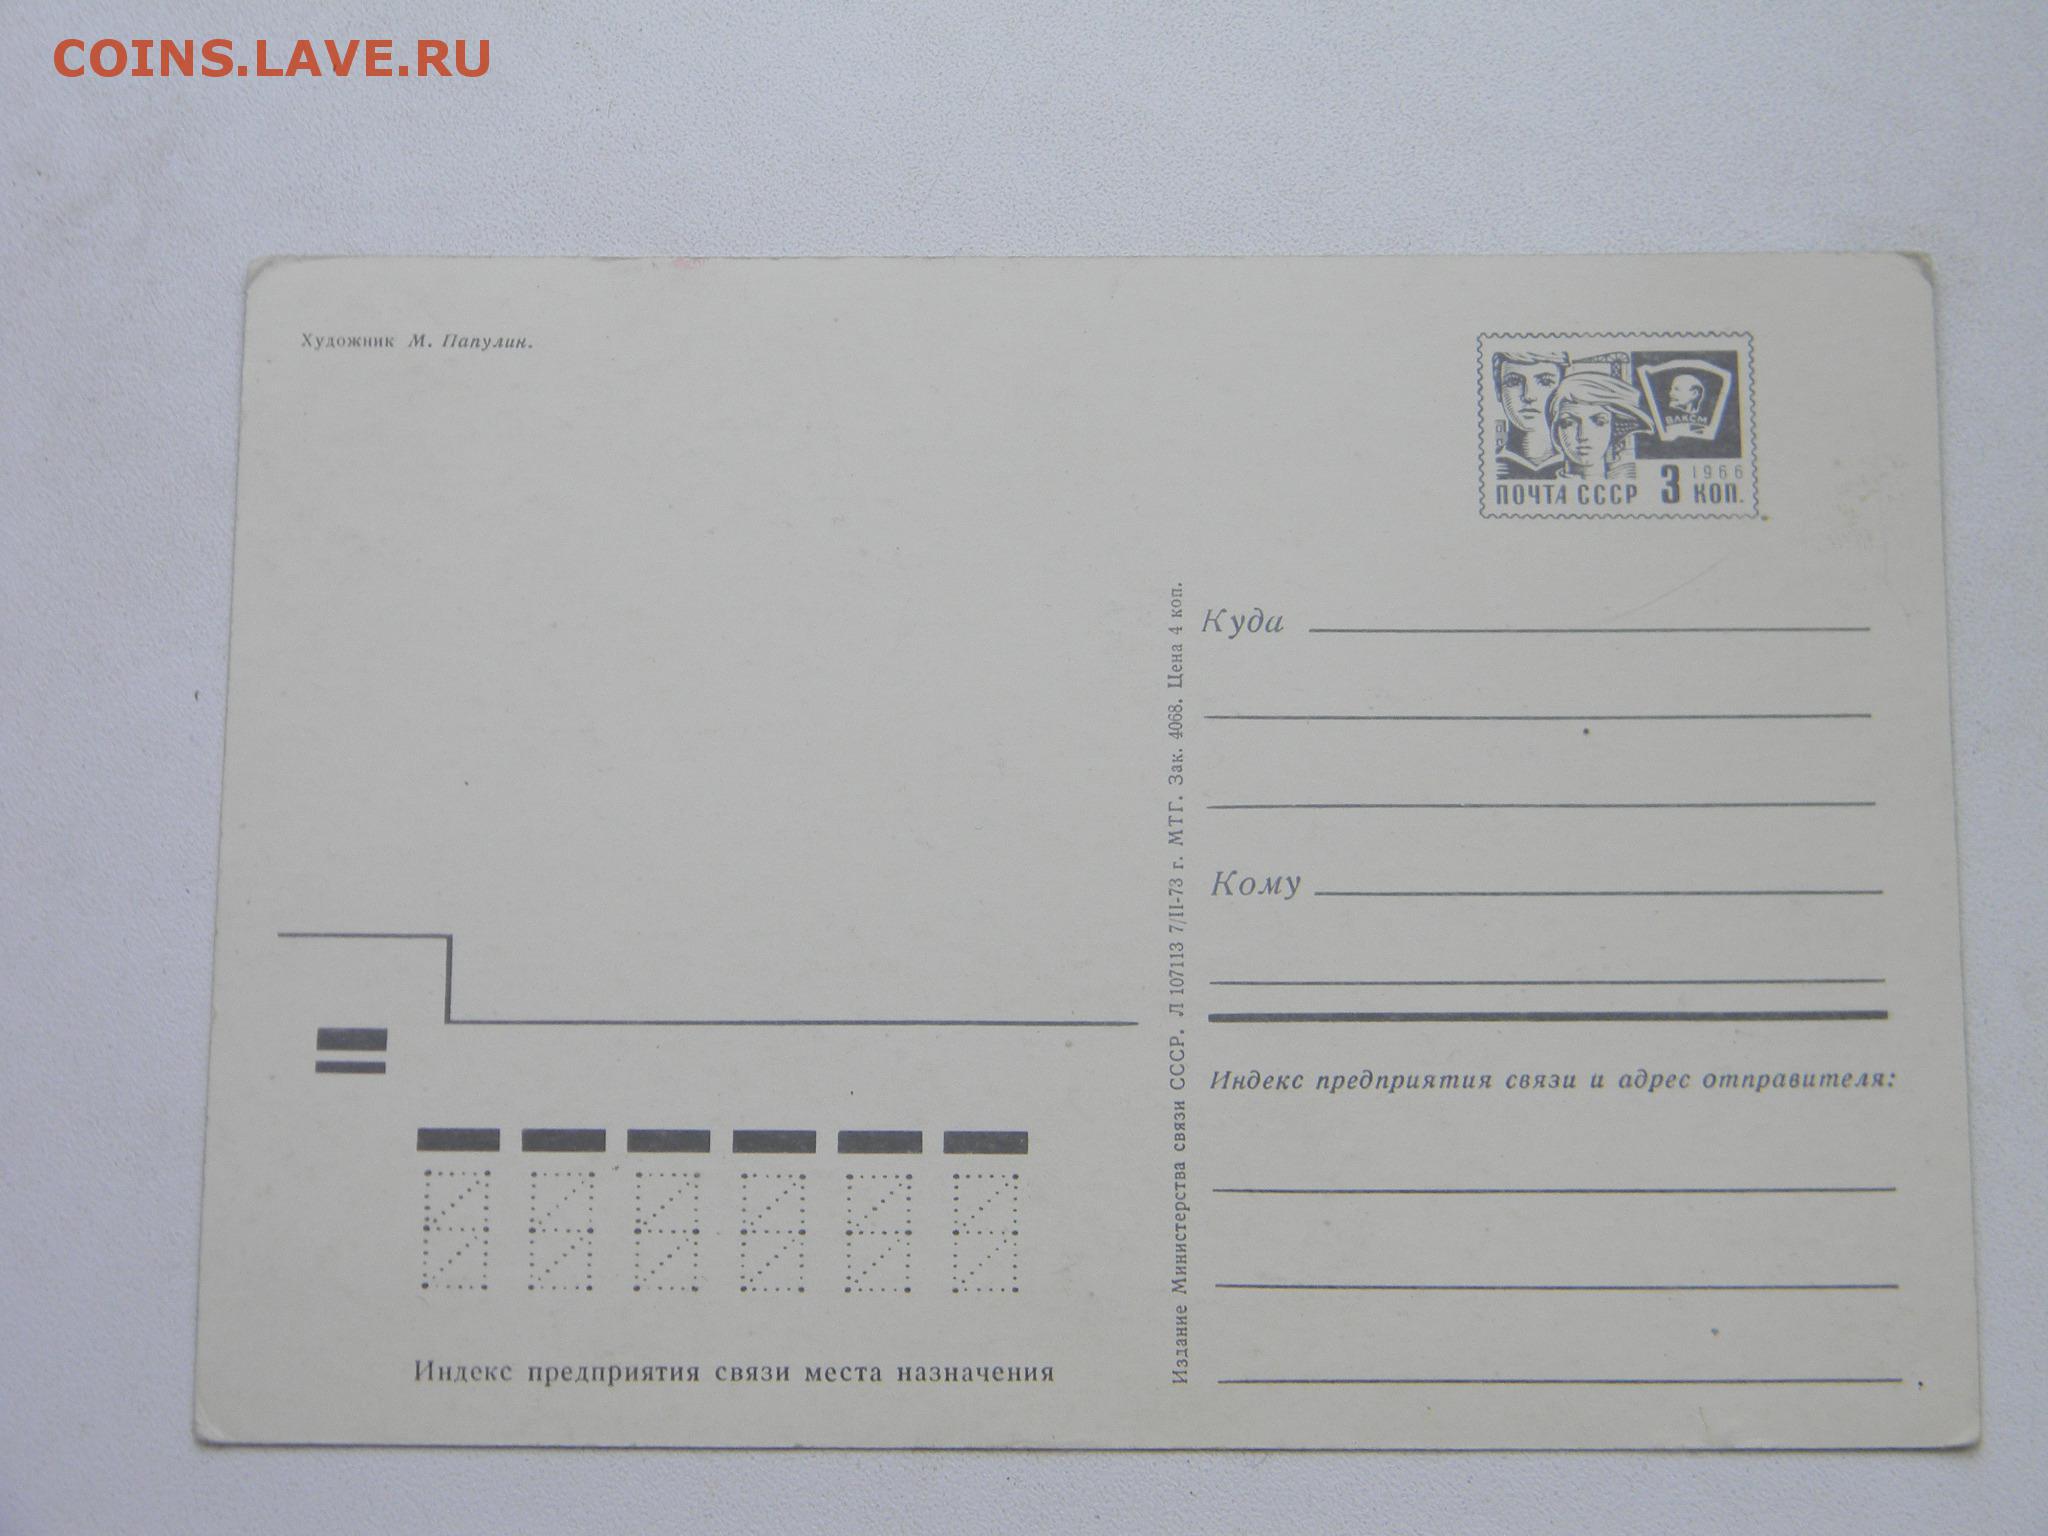 COINS.LAVE.RU
Художник М. Папулин.
ВЛКСМ
1966
ПОЧТА СССР 3 КОП.
Куда
Кому
Индекс предприятия связи и адрес отправителя:
Издание Министерства связи СССР. Л 107113 7/II-73 г. МТГ. Зак. 4068. Цена 4 коп.
Индекс предприятия связи места назначения